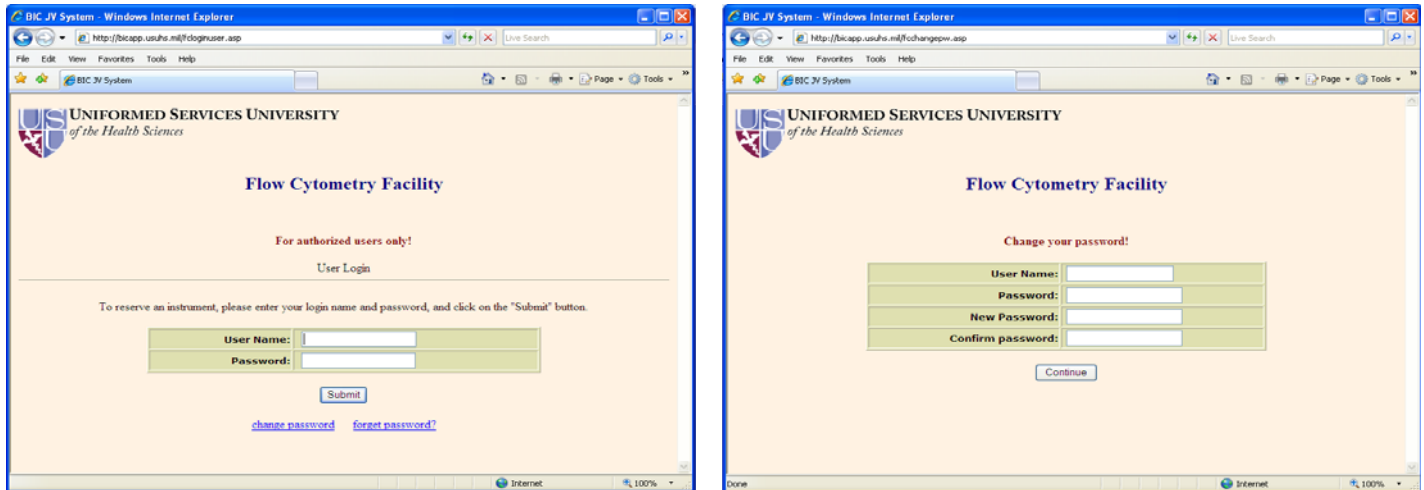 BIC JV System - Windows Internet Explorer
http://bicapp.usuhs.mil/fcloginuser.asp
Live Search
File Edit View Favorites Tools Help
BIC JV System
Page Tools
UNIFORMED SERVICES UNIVERSITY
of the Health Sciences
Flow Cytometry Facility
For authorized users only!
User Login
To reserve an instrument, please enter your login name and password, and click on the "Submit" button.
User Name:
Password:
Submit
change password forget password?
Internet 100%
BIC JV System - Windows Internet Explorer
http://bicapp.usuhs.mil/fcchangepw.asp
Live Search
File Edit View Favorites Tools Help
BIC JV System
Page Tools
UNIFORMED SERVICES UNIVERSITY
of the Health Sciences
Flow Cytometry Facility
Change your password!
User Name:
Password:
New Password:
Confirm password:
Continue
Done Internet 100%